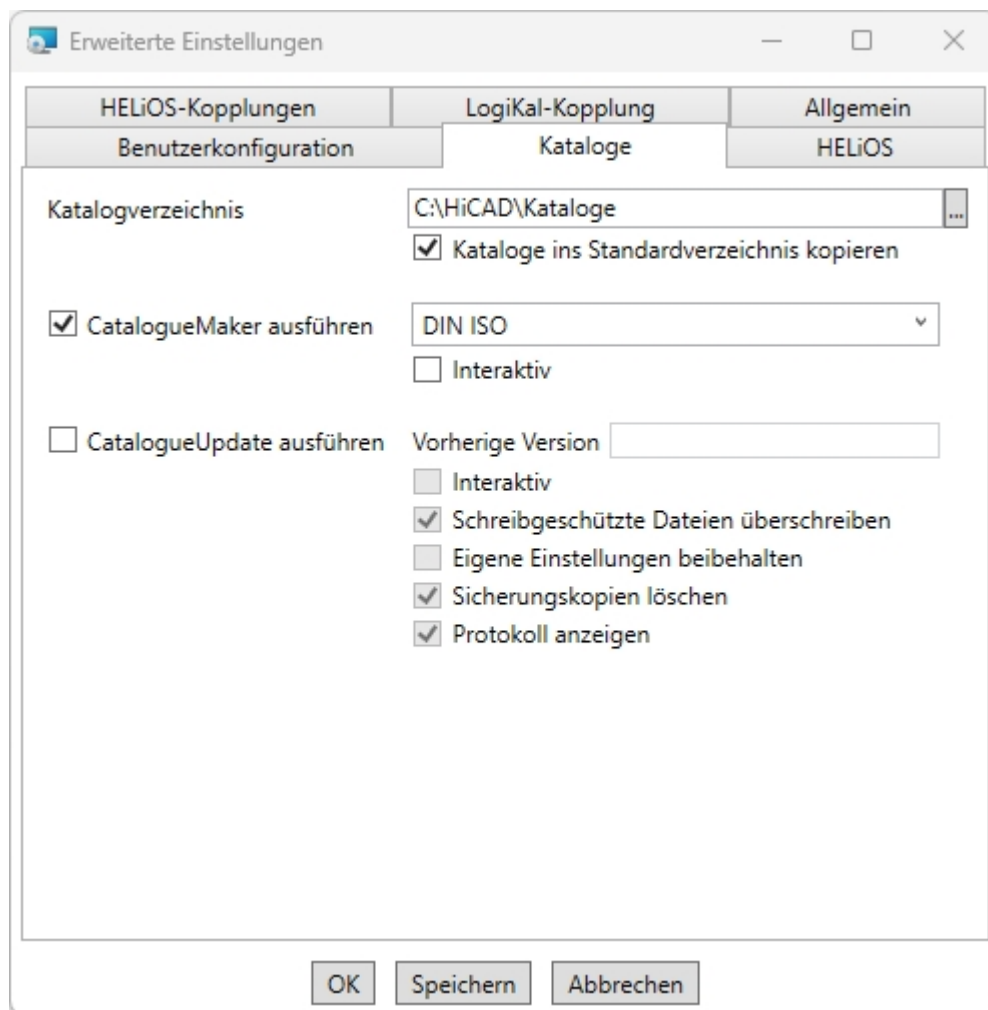 Erweiterte Einstellungen
HELiOS-Kopplungen LogiKal-Kopplung Allgemein
Benutzerkonfiguration Kataloge HELiOS
Katalogverzeichnis C:\HiCAD\Kataloge ...
Kataloge ins Standardverzeichnis kopieren
CatalogueMaker ausführen DIN ISO
Interaktiv
CatalogueUpdate ausführen Vorherige Version
Interaktiv
Schreibgeschützte Dateien überschreiben
Eigene Einstellungen beibehalten
Sicherungskopien löschen
Protokoll anzeigen
OK Speichern Abbrechen